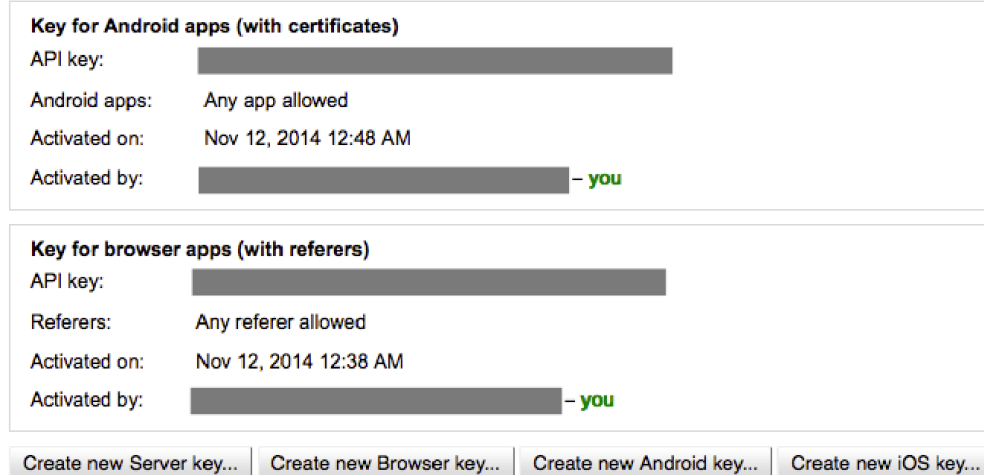 Key for Android apps (with certificates)
API key:
Android apps: Any app allowed
Activated on: Nov 12, 2014 12:48 AM
Activated by: – you
Key for browser apps (with referers)
API key:
Referers: Any referer allowed
Activated on: Nov 12, 2014 12:38 AM
Activated by: – you
Create new Server key... Create new Browser key... Create new Android key... Create new iOS key...